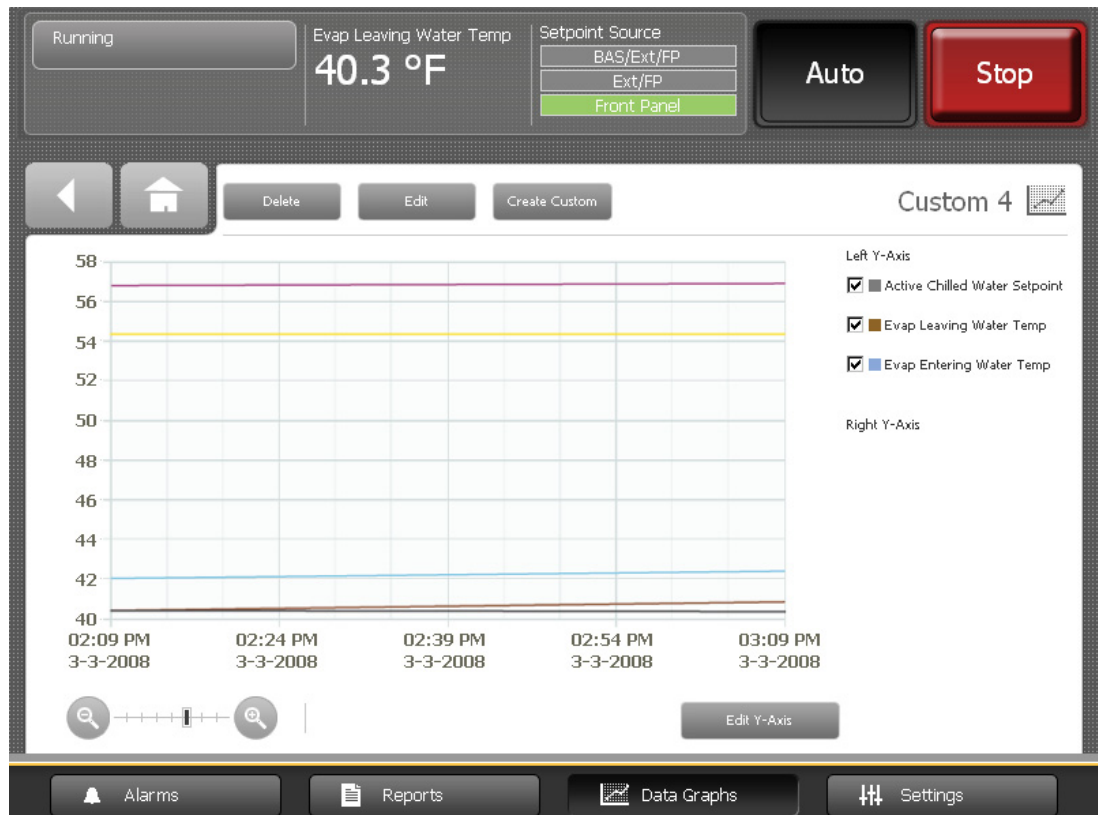 Running
Evap Leaving Water Temp
40.3 °F
Setpoint Source
BAS/Ext/FP
Ext/FP
Front Panel
Auto
Stop
Delete
Edit
Create Custom
Custom 4
58
56
54
52
50
48
46
44
42
40
02:09 PM
3-3-2008
02:24 PM
3-3-2008
02:39 PM
3-3-2008
02:54 PM
3-3-2008
03:09 PM
3-3-2008
Left Y-Axis
Active Chilled Water Setpoint
Evap Leaving Water Temp
Evap Entering Water Temp
Right Y-Axis
Edit Y-Axis
Alarms
Reports
Data Graphs
Settings